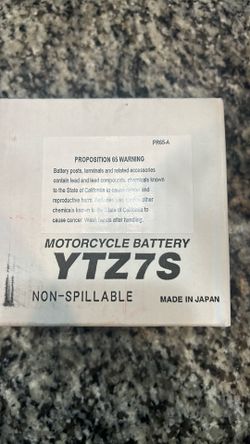 PR65-A
PROPOSITION 65 WARNING
Battery posts, terminals and related accessories
contain lead and lead compounds, chemicals known
to the State of California to cause cancer and
reproductive harm. Batteries also contain other
chemicals known to the State of California to
cause cancer. Wash hands after handling.
MOTORCYCLE BATTERY
YTZ7S
NON-SPILLABLE MADE IN JAPAN